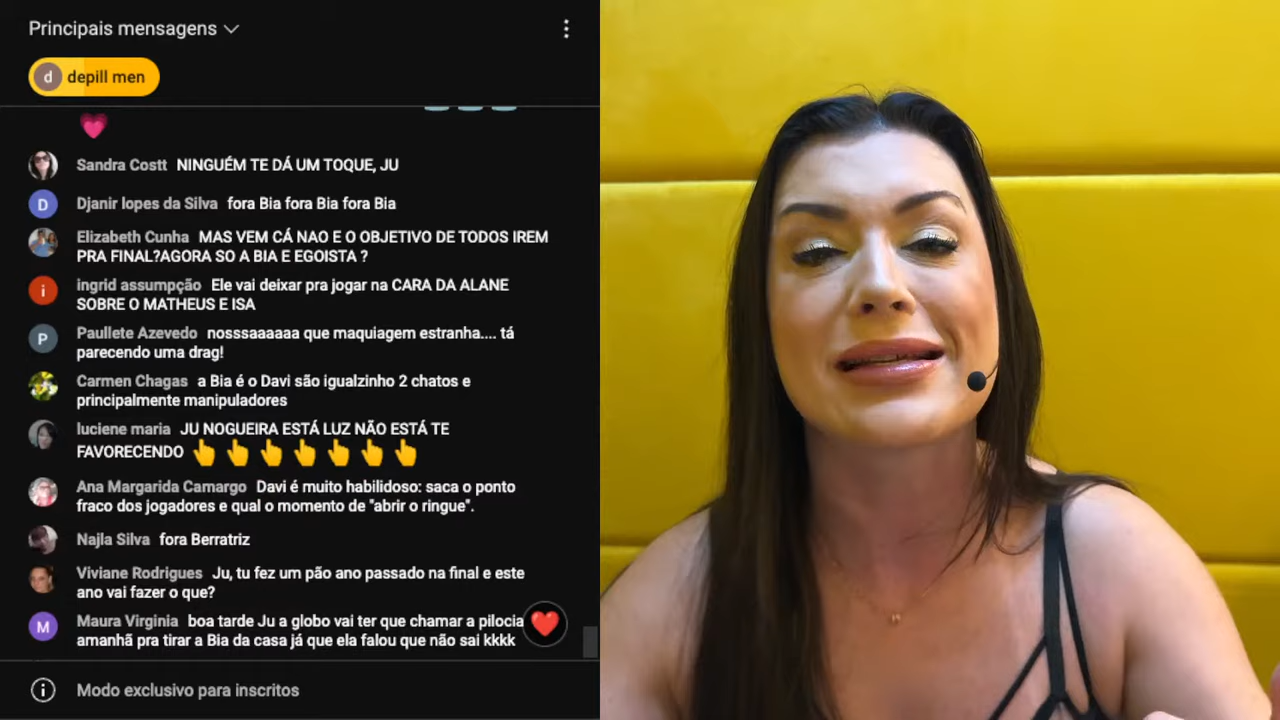 Principais mensagens
d depill men
Sandra Costt NINGUÉM TE DÁ UM TOQUE, JU
D Djanir lopes da Silva fora Bia fora Bia fora Bia
Elizabeth Cunha MAS VEM CÁ NAO E O OBJETIVO DE TODOS IREM
PRA FINAL?AGORA SO A BIA E EGOISTA ?
i ingrid assumpção Ele vai deixar pra jogar na CARA DA ALANE
SOBRE O MATHEUS E ISA
P Paullete Azevedo nosssaaaaaa que maquiagem estranha.... tá
parecendo uma drag!
Carmen Chagas a Bia é o Davi são igualzinho 2 chatos e
principalmente manipuladores
luciene maria JU NOGUEIRA ESTÁ LUZ NÃO ESTÁ TE
FAVORECENDO 👆👆👆👆👆👆👆
Ana Margarida Camargo Davi é muito habilidoso: saca o ponto
fraco dos jogadores e qual o momento de "abrir o ringue".
Najla Silva fora Berratriz
Viviane Rodrigues Ju, tu fez um pão ano passado na final e este
ano vai fazer o que?
M Maura Virginia boa tarde Ju a globo vai ter que chamar a pilocia
amanhã pra tirar a Bia da casa já que ela falou que não sai kkkk
Modo exclusivo para inscritos